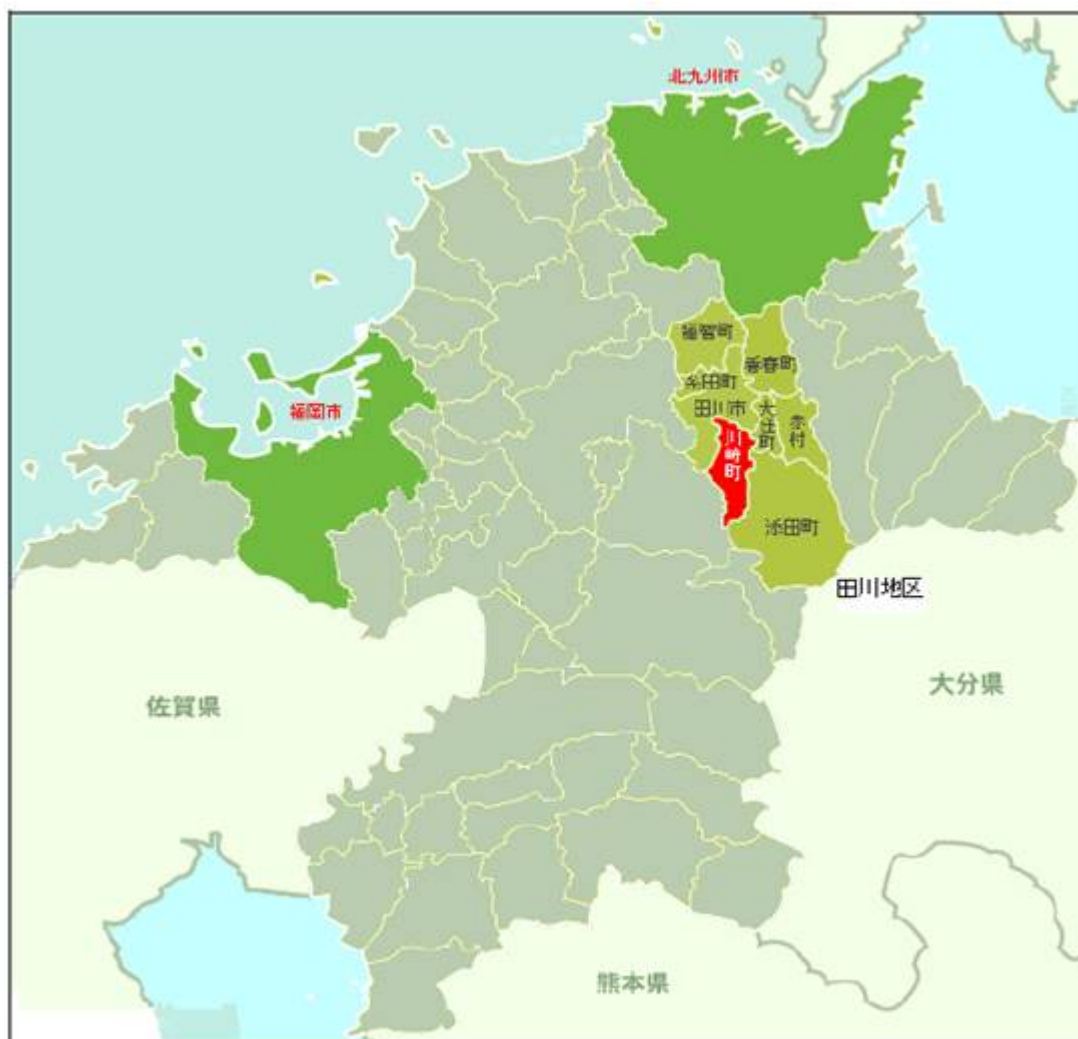 北九州市
福智町
香春町
糸田町
福岡市
田川市
大任町
赤村
川崎町
添田町
田川地区
佐賀県
大分県
熊本県